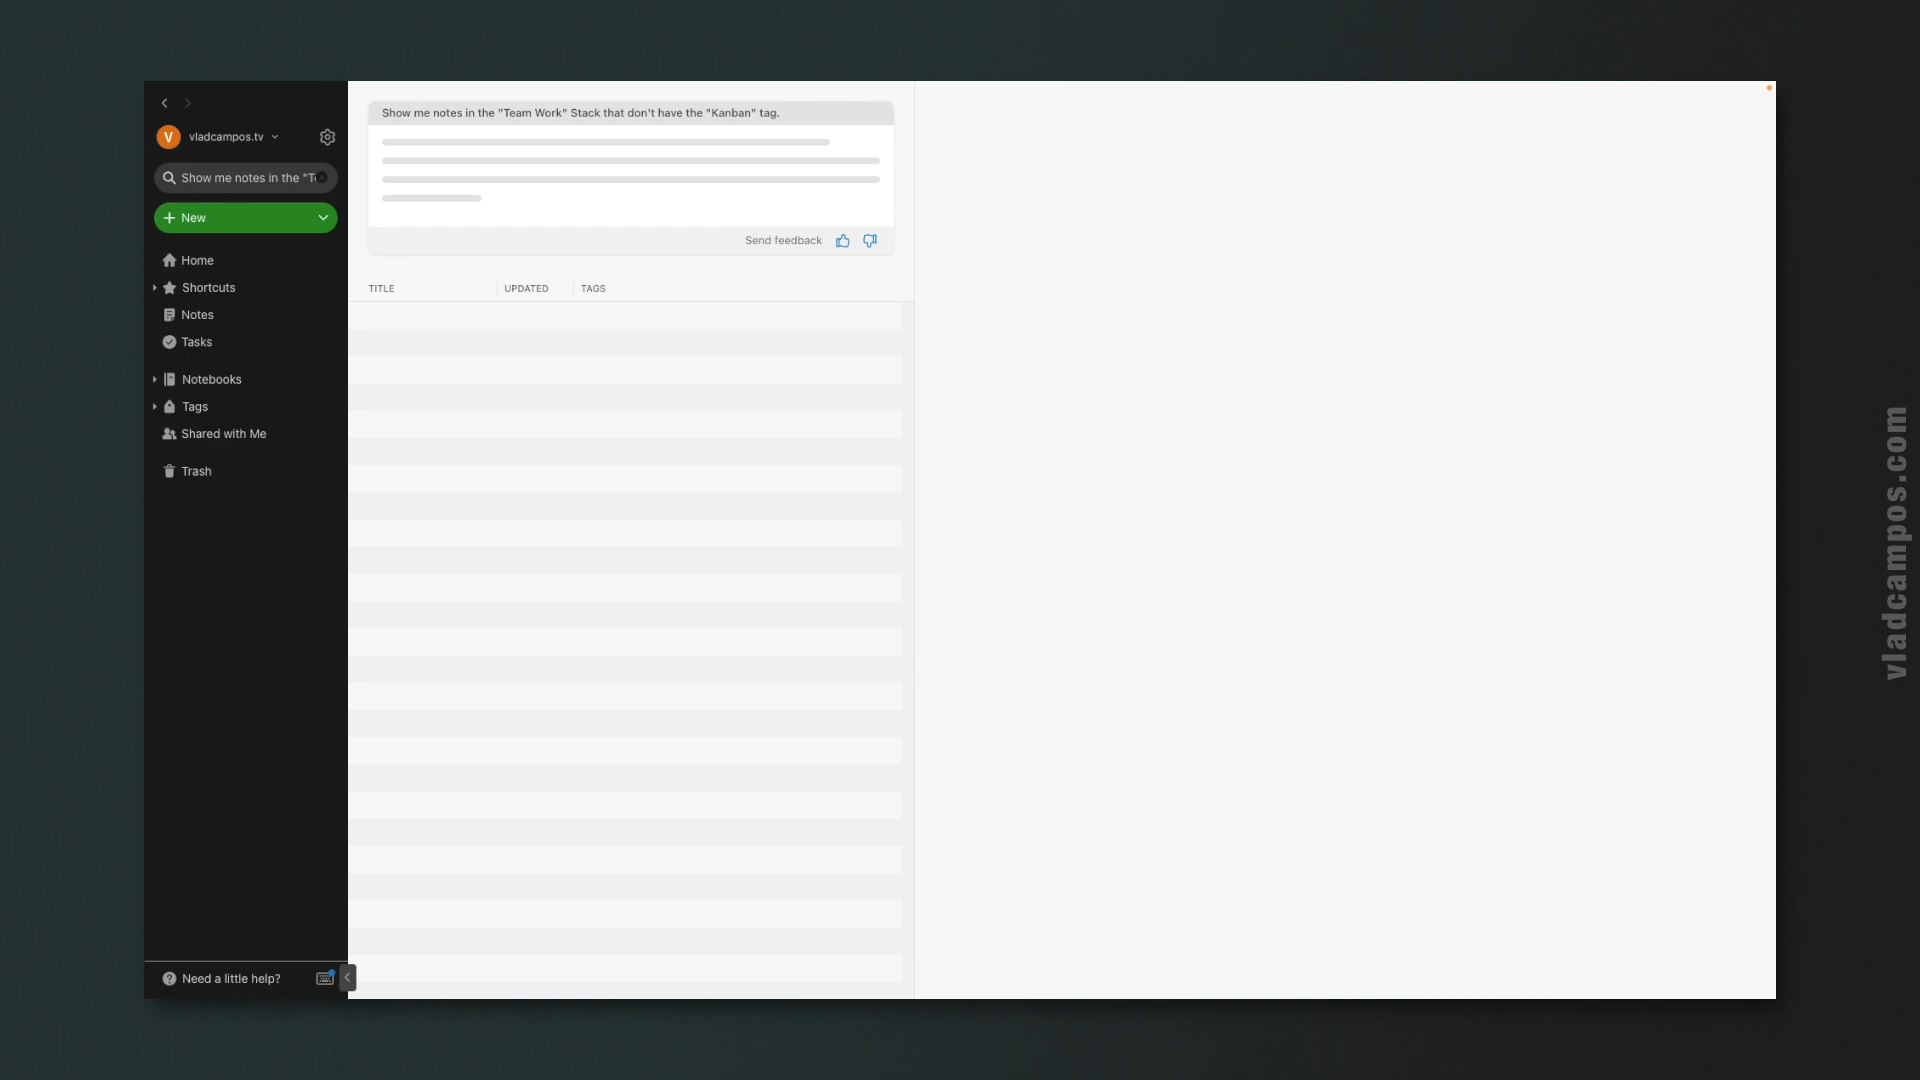 V
vladcampos.tv
Show me notes in the "T
New
Home
Shortcuts
Notes
Tasks
Notebooks
Tags
Shared with Me
Trash
Need a little help?
Show me notes in the "Team Work" Stack that don't have the "Kanban" tag.
Send feedback
TITLE
UPDATED
TAGS
vladcampos.com